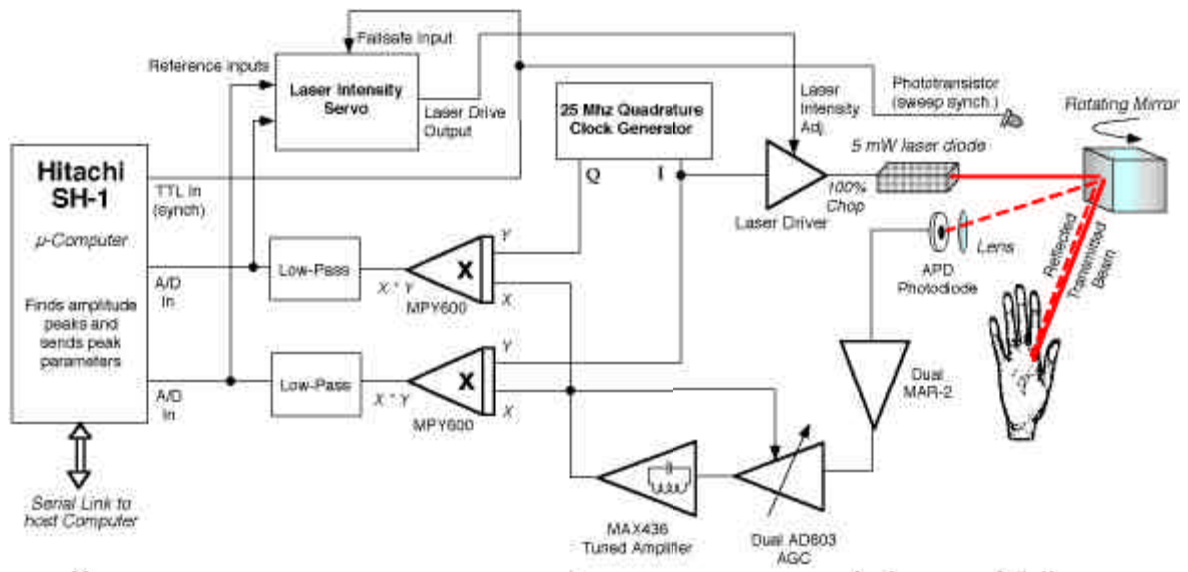 Failsafe Input
Reference Inputs
Laser Intensity
Servo
Laser Drive
Output
25 Mhz Quadrature
Clock Generator
Q
I
Laser
Intensity
Adj.
Phototransistor
(sweep synch.)
Rotating Mirror
5 mW laser diode
100%
Chop
Laser Driver
Hitachi
SH-1
µ-Computer
Finds amplitude
peaks and
sends peak
parameters
TTL In
(synch)
A/D
In
A/D
In
Low-Pass
X * Y
X
Y
X
MPY600
Low-Pass
X * Y
X
Y
X
MPY600
Lens
APD
Photodiode
Reflected
Transmitted
Beam
Dual
MAR-2
MAX436
Tuned Amplifier
Dual AD603
AGC
Serial Link to
host Computer